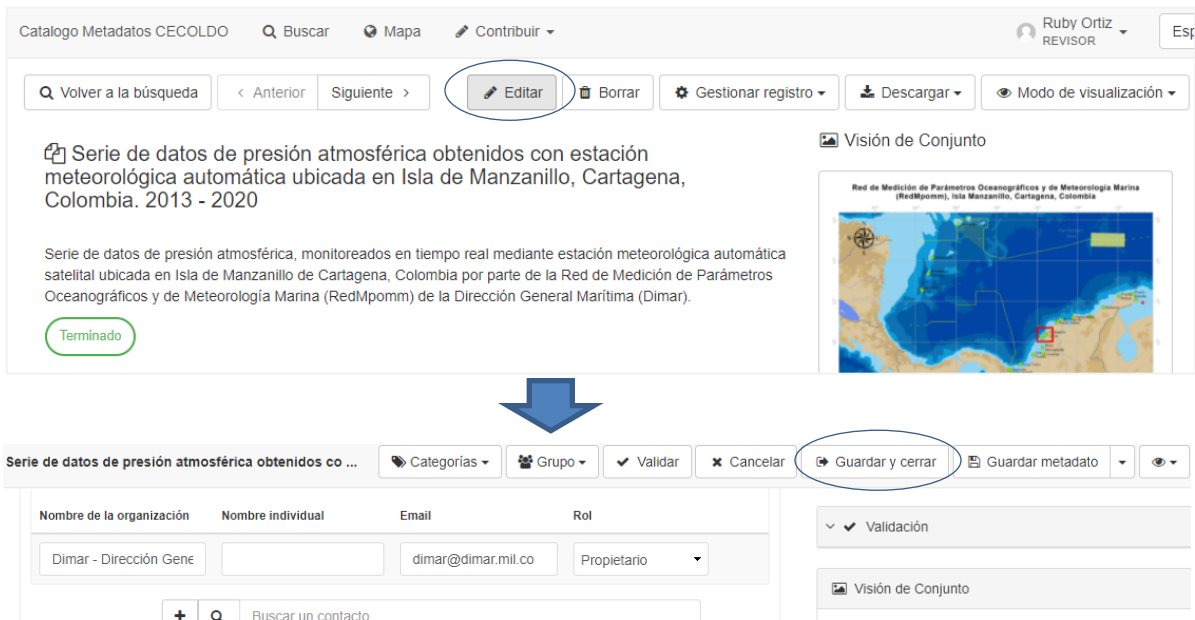 Catalogo Metadatos CECOLDO Buscar Mapa Contribuir Ruby Ortiz
REVISOR Esp
Volver a la búsqueda < Anterior Siguiente > Editar Borrar Gestionar registro Descargar Modo de visualización
Serie de datos de presión atmosférica obtenidos con estación
meteorológica automática ubicada en Isla de Manzanillo, Cartagena,
Colombia. 2013 - 2020
Serie de datos de presión atmosférica, monitoreados en tiempo real mediante estación meteorológica automática
satelital ubicada en Isla de Manzanillo de Cartagena, Colombia por parte de la Red de Medición de Parámetros
Oceanográficos y de Meteorología Marina (RedMpomm) de la Dirección General Marítima (Dimar).
Terminado
Visión de Conjunto
Red de Medición de Parámetros Oceanográficos y de Meteorología Marina
(RedMpomm), Isla Manzanillo, Cartagena, Colombia
Serie de datos de presión atmosférica obtenidos co ... Categorías Grupo Validar Cancelar Guardar y cerrar Guardar metadato
Nombre de la organización Nombre individual Email Rol
Dimar - Dirección Gene dimar@dimar.mil.co Propietario
Buscar un contacto
Validación
Visión de Conjunto